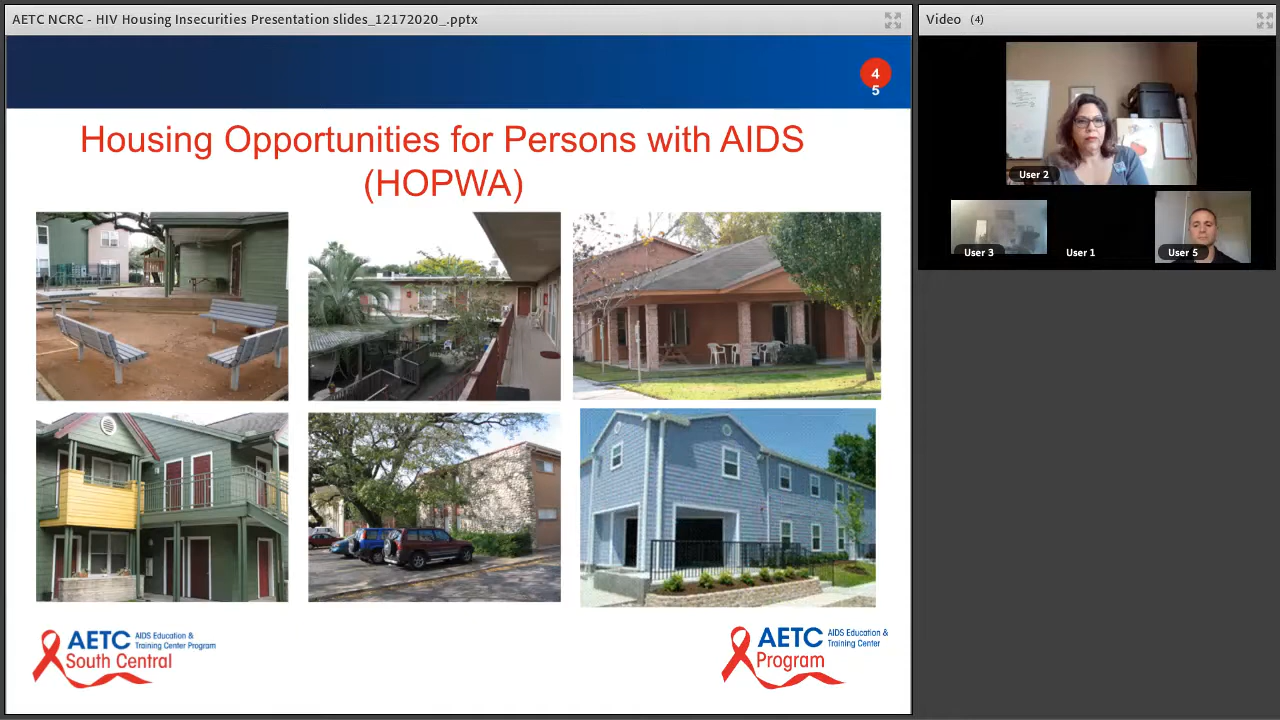 AETC NCRC - HIV Housing Insecurities Presentation slides_12172020_.pptx
Video (4)
4
5
Housing Opportunities for Persons with AIDS
(HOPWA)
User 2
User 3
User 1
User 5
AETC AIDS Education &
Training Center Program
South Central
AETC AIDS Education &
Training Center
Program